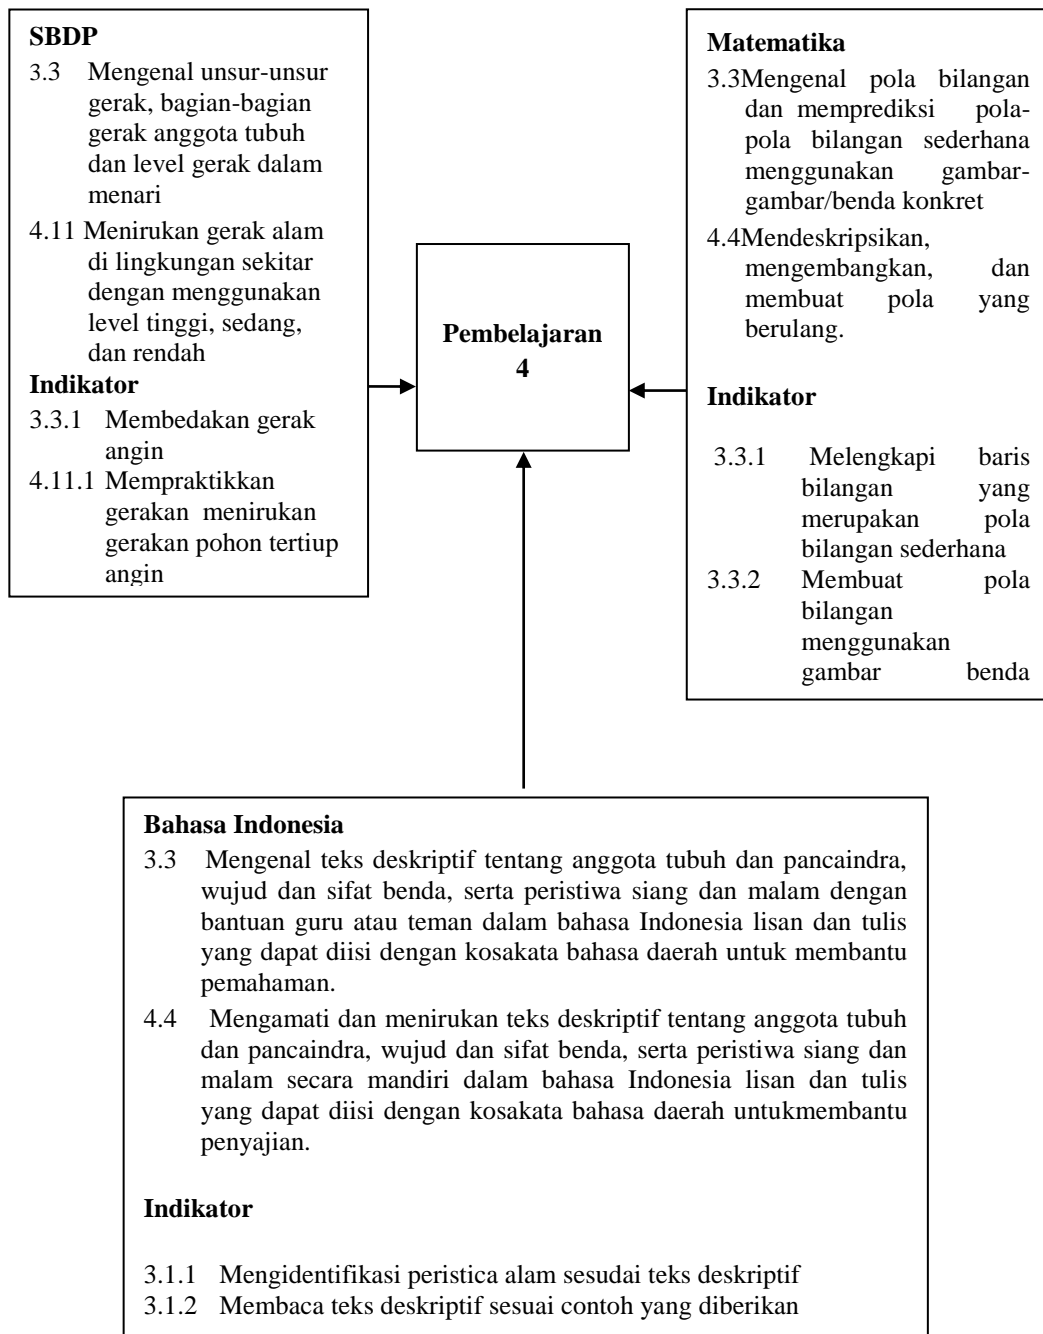 SBDP
3.3 Mengenal unsur-unsur
gerak, bagian-bagian
gerak anggota tubuh
dan level gerak dalam
menari
4.11 Menirukan gerak alam
di lingkungan sekitar
dengan menggunakan
level tinggi, sedang,
dan rendah
Indikator
3.3.1 Membedakan gerak
angin
4.11.1 Mempraktikkan
gerakan menirukan
gerakan pohon tertiup
angin
Pembelajaran
4
Matematika
3.3Mengenal pola bilangan
dan memprediksi pola-
pola bilangan sederhana
menggunakan gambar-
gambar/benda konkret
4.4Mendeskripsikan,
mengembangkan, dan
membuat pola yang
berulang.
Indikator
3.3.1 Melengkapi baris
bilangan yang
merupakan pola
bilangan sederhana
3.3.2 Membuat pola
bilangan
menggunakan
gambar benda
Bahasa Indonesia
3.3 Mengenal teks deskriptif tentang anggota tubuh dan pancaindra,
wujud dan sifat benda, serta peristiwa siang dan malam dengan
bantuan guru atau teman dalam bahasa Indonesia lisan dan tulis
yang dapat diisi dengan kosakata bahasa daerah untuk membantu
pemahaman.
4.4 Mengamati dan menirukan teks deskriptif tentang anggota tubuh
dan pancaindra, wujud dan sifat benda, serta peristiwa siang dan
malam secara mandiri dalam bahasa Indonesia lisan dan tulis
yang dapat diisi dengan kosakata bahasa daerah untukmembantu
penyajian.
Indikator
3.1.1 Mengidentifikasi peristica alam sesudai teks deskriptif
3.1.2 Membaca teks deskriptif sesuai contoh yang diberikan